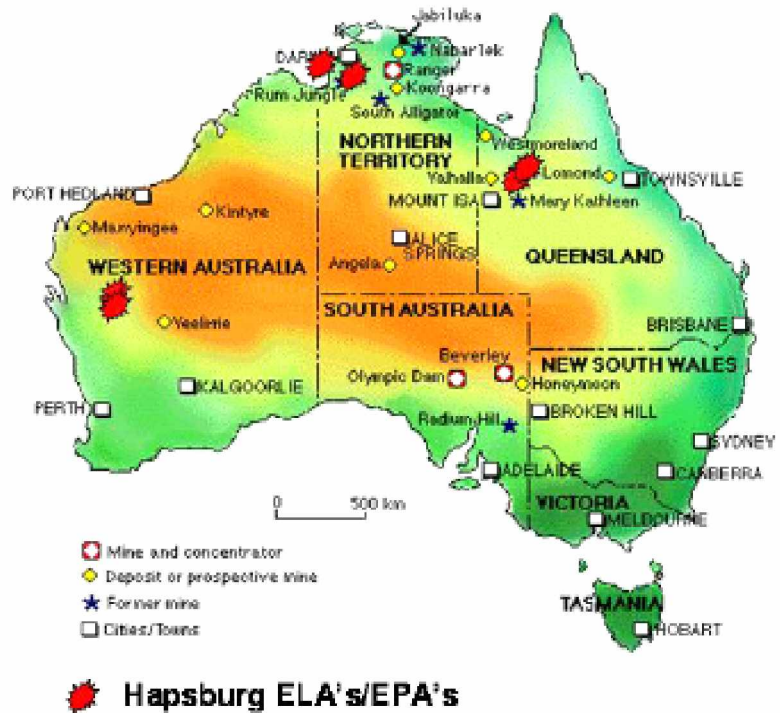 Jabiluka
Nabarlek
Ranger
Rum Jungle
Koongarra
South Alligator
NORTHERN
TERRITORY
Westmoreland
Valhalla
Lomond
TOWNSVILLE
PORT HEDLAND
MOUNT ISA
Mary Kathleen
Kintyre
Manyingee
ALICE
SPRINGS
Angela
QUEENSLAND
WESTERN AUSTRALIA
SOUTH AUSTRALIA
Yeelirrie
BRISBANE
Beverley
NEW SOUTH WALES
Olympic Dam
Honeymoon
KALGOORLIE
PERTH
BROKEN HILL
Radium Hill
SYDNEY
ADELAIDE
CANBERRA
0 500 km
VICTORIA
MELBOURNE
Mine and concentrator
Deposit or prospective mine
Former mine
Cities/Towns
TASMANIA
HOBART
Hapsburg ELA's/EPA's